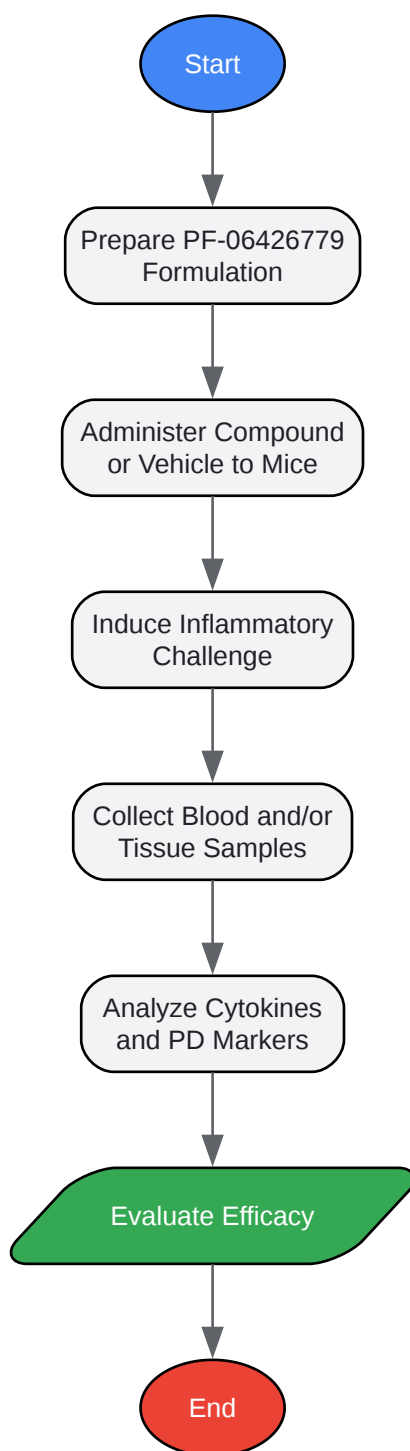 Start
Prepare PF-06426779
Formulation
Administer Compound
or Vehicle to Mice
Induce Inflammatory
Challenge
Collect Blood and/or
Tissue Samples
Analyze Cytokines
and PD Markers
Evaluate Efficacy
End